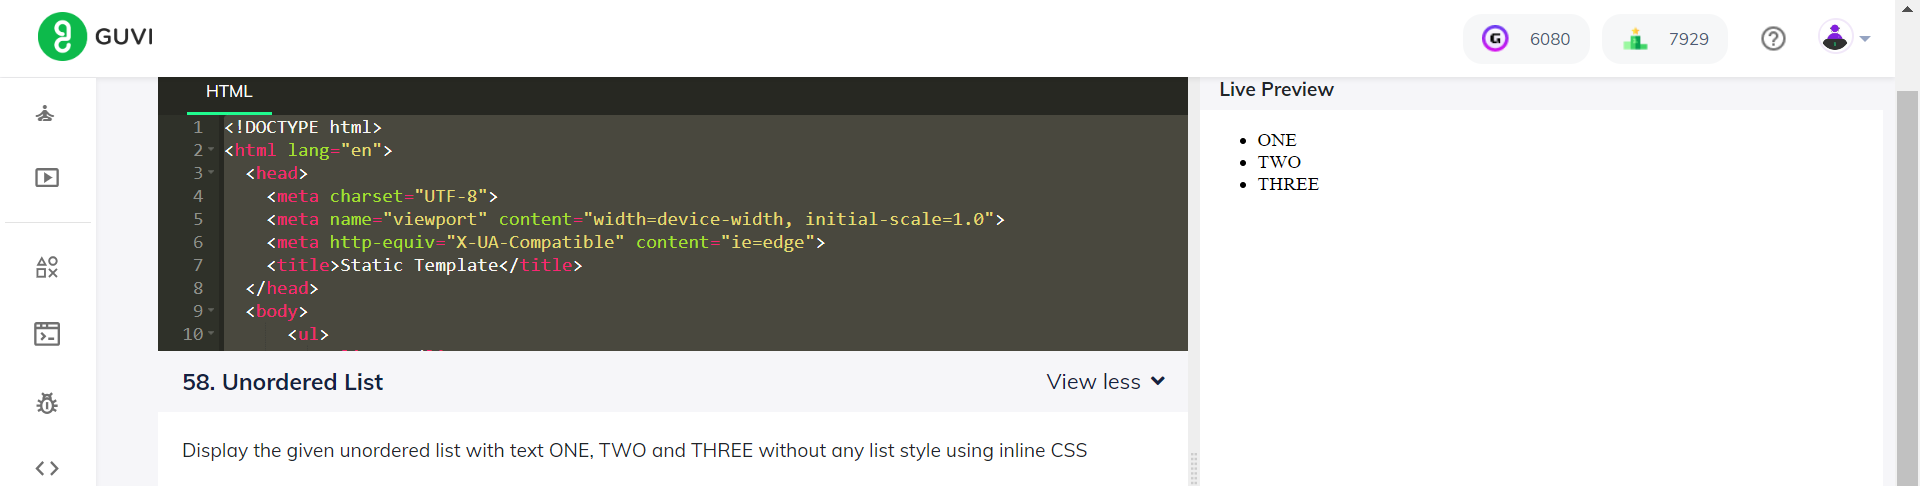 GUVI
6080
7929
HTML
1 <!DOCTYPE html>
2 <html lang="en">
3 <head>
4 <meta charset="UTF-8">
5 <meta name="viewport" content="width=device-width, initial-scale=1.0">
6 <meta http-equiv="X-UA-Compatible" content="ie=edge">
7 <title>Static Template</title>
8 </head>
9 <body>
10 <ul>
58. Unordered List
View less
Display the given unordered list with text ONE, TWO and THREE without any list style using inline CSS
Live Preview
• ONE
• TWO
• THREE